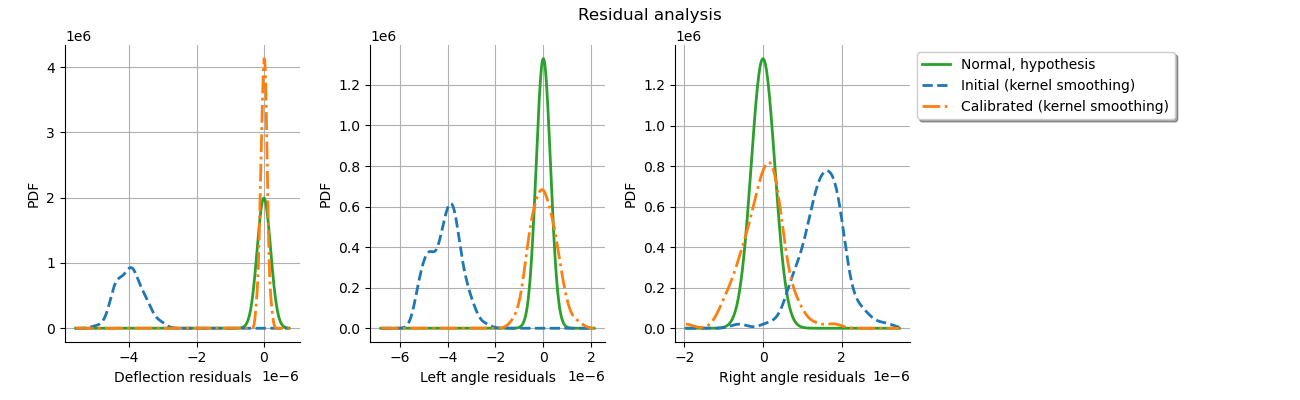 Residual analysis
1e6
4
3
2
1
0
PDF
−4
−2
0
Deflection residuals
1e−6
1e6
1.2
1.0
0.8
0.6
0.4
0.2
0.0
PDF
−6
−4
−2
0
2
Left angle residuals
1e−6
1e6
1.2
1.0
0.8
0.6
0.4
0.2
0.0
PDF
−2
0
2
Right angle residuals
1e−6
Normal, hypothesis
Initial (kernel smoothing)
Calibrated (kernel smoothing)